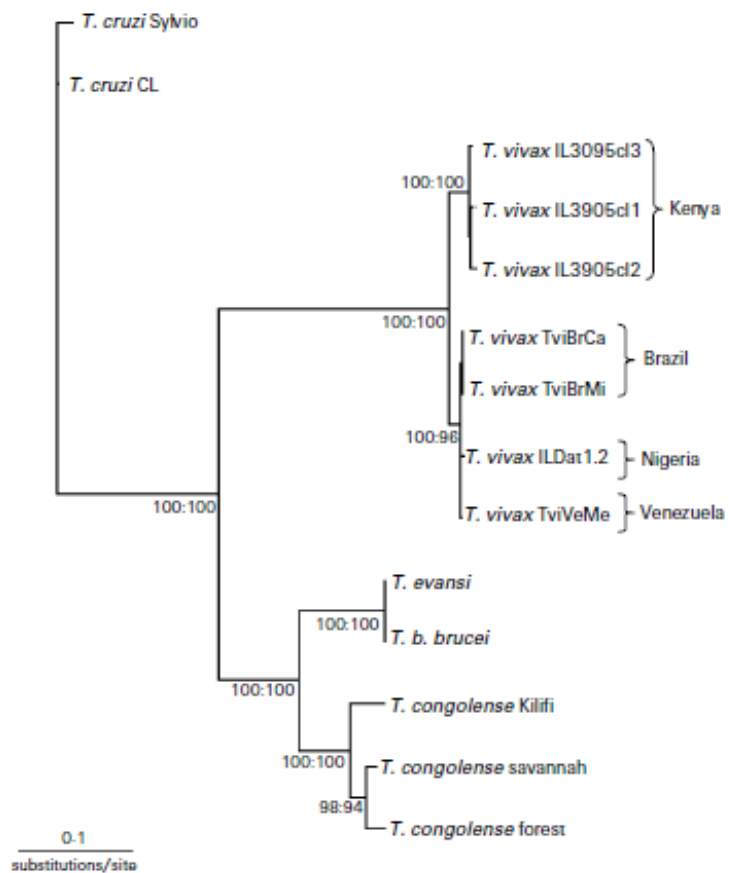 T. cruzi Sylvio
T. cruzi CL
T. vivax IL3095cl3
100:100
T. vivax IL3905cl1
Kenya
T. vivax IL3905cl2
100:100
T. vivax TviBrCa
Brazil
T. vivax TviBrMi
100:96
T. vivax ILDat1.2
Nigeria
100:100
T. vivax TviVeMe
Venezuela
T. evansi
100:100
T. b. brucei
100:100
T. congolense Kilifi
100:100
T. congolense savannah
98:94
T. congolense forest
0·1
substitutions/site